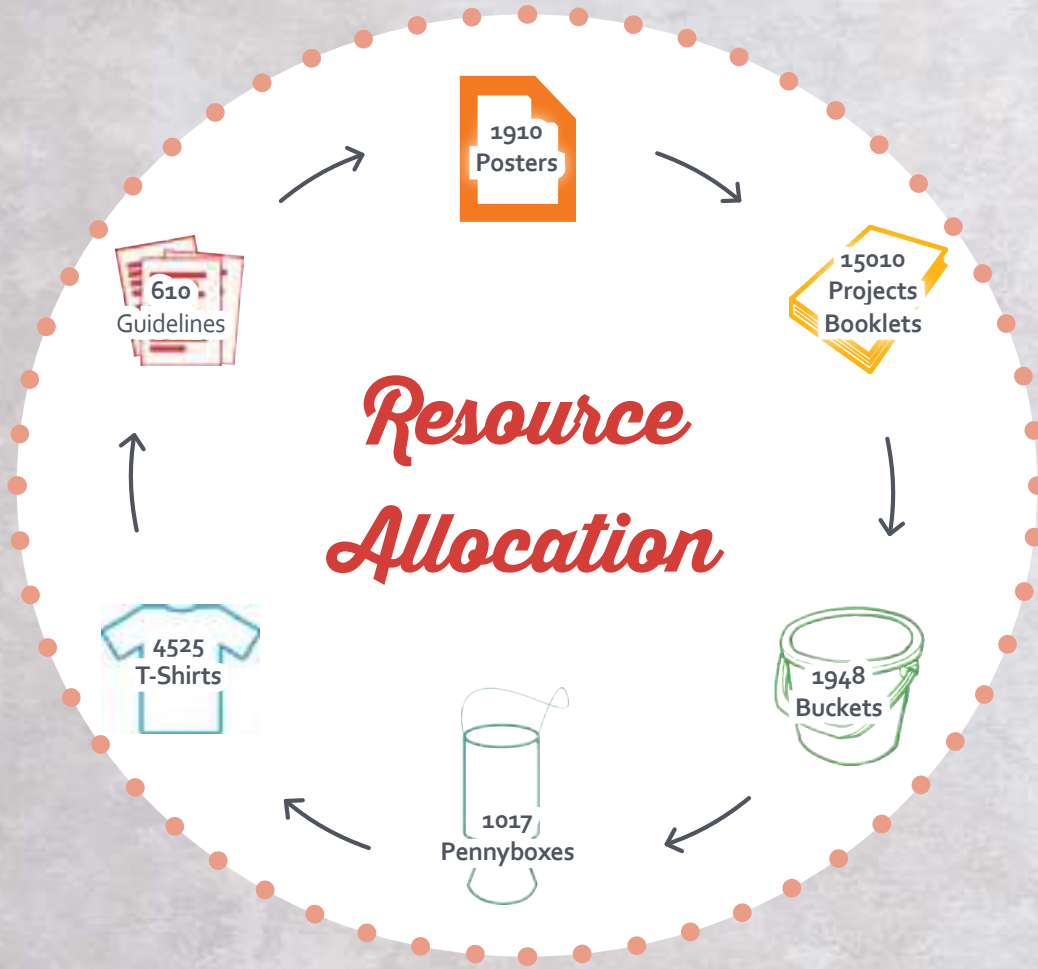 1910
Posters
15010
Projects
Booklets
1948
Buckets
1017
Pennyboxes
4525
T-Shirts
610
Guidelines
Resource
Allocation